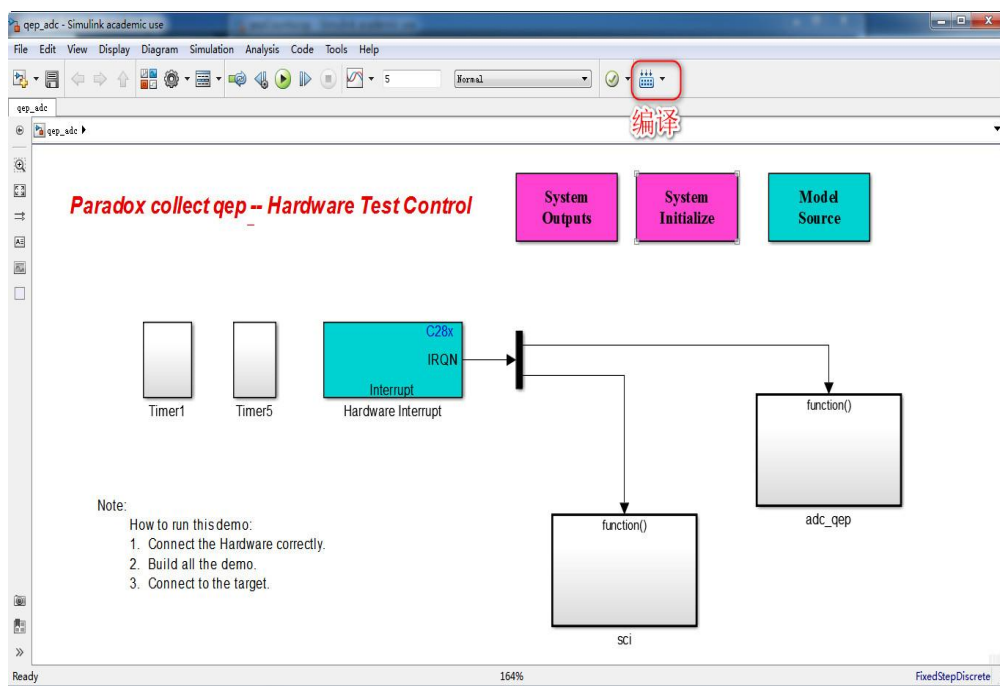 qep_adc - Simulink academic use
File Edit View Display Diagram Simulation Analysis Code Tools Help
5 Normal
qep_adc
编译
qep_adc
Paradox collect qep -- Hardware Test Control
System Outputs
System Initialize
Model Source
C28x
IRQN
Interrupt
Timer1
Timer5
Hardware Interrupt
function()
adc_qep
Note:
How to run this demo:
1. Connect the Hardware correctly.
2. Build all the demo.
3. Connect to the target.
function()
sci
Ready 164% FixedStepDiscrete